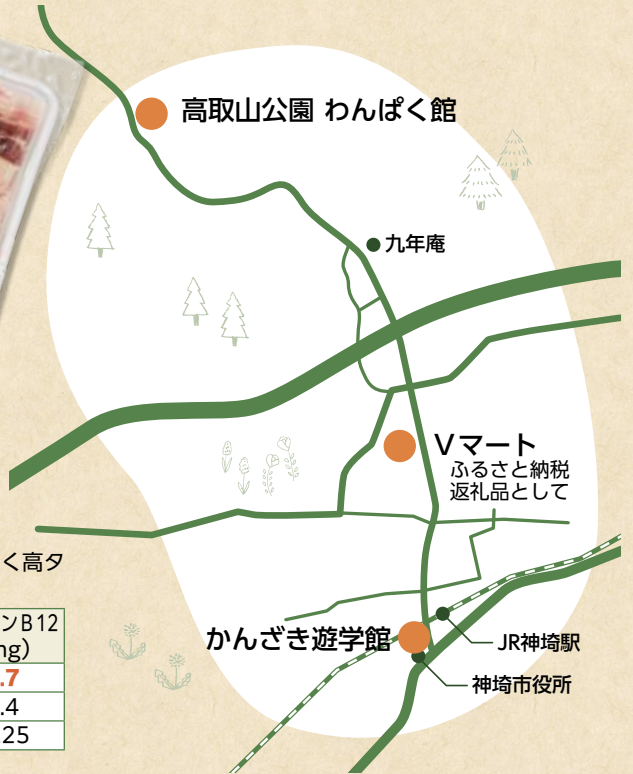 高取山公園 わんぱく館
九年庵
Vマート
ふるさと納税
返礼品として
く高タ
ンB12
ng)
.7
.4
25
かんざき遊学館
JR神埼駅
神埼市役所